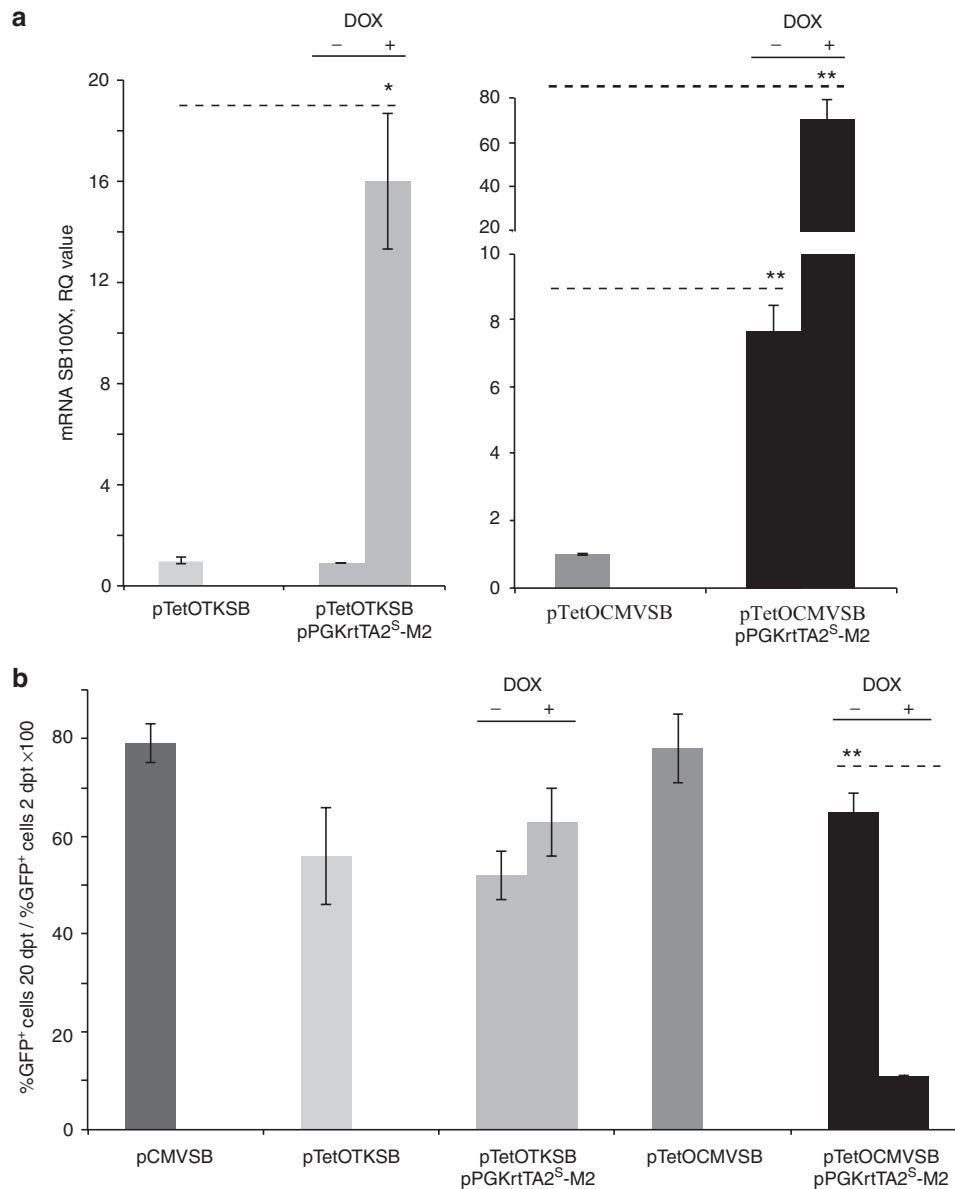 a
DOX
− +
20
16
12
8
4
0
mRNA SB100X, RQ value
*
pTetOTKSB
pTetOTKSB
pPGKrtTA2ˢ-M2
DOX
− +
80
60
40
20
10
8
6
4
2
0
**
**
pTetOCMVSB
pTetOCMVSB
pPGKrtTA2ˢ-M2
b
%GFP⁺ cells 20 dpt / %GFP⁺ cells 2 dpt ×100
80
60
40
20
0
DOX
− +
DOX
− +
**
pCMVSB
pTetOTKSB
pTetOTKSB
pPGKrtTA2ˢ-M2
pTetOCMVSB
pTetOCMVSB
pPGKrtTA2ˢ-M2